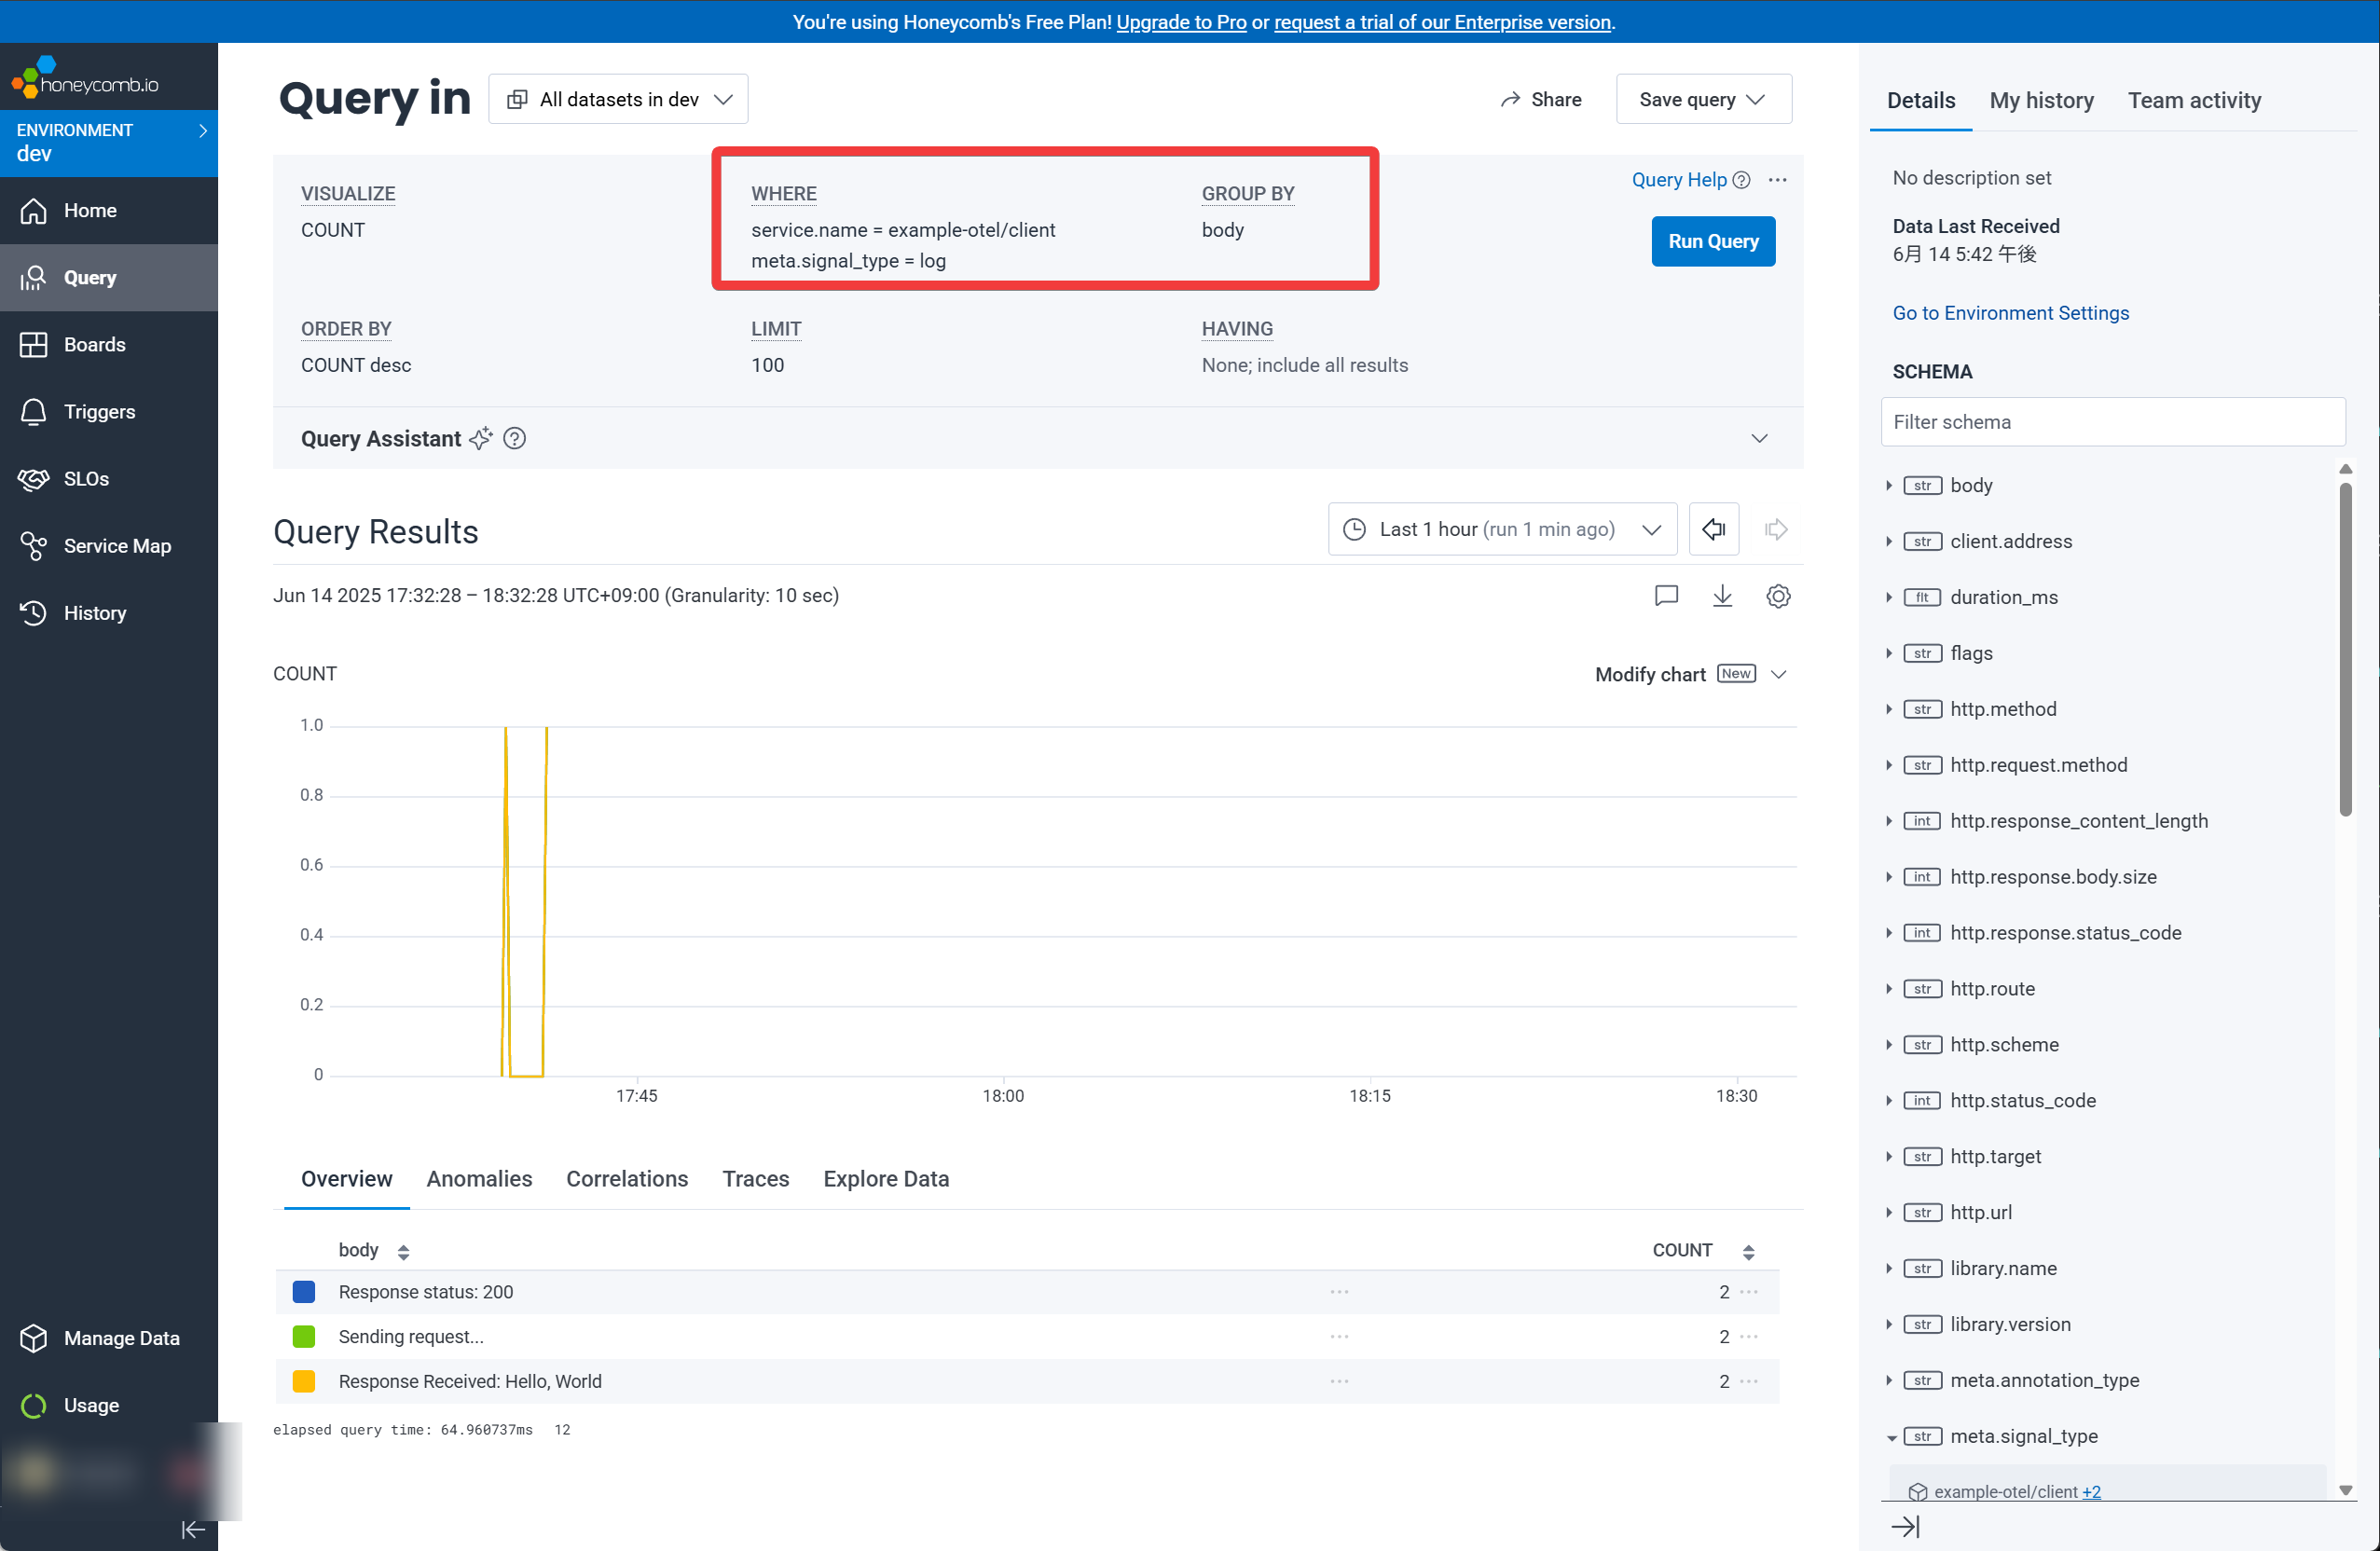 You're using Honeycomb's Free Plan! Upgrade to Pro or request a trial of our Enterprise version.
honeycomb.io
ENVIRONMENT
dev
Home
Query
Boards
Triggers
SLOs
Service Map
History
Manage Data
Usage
Query in
All datasets in dev
Share
Save query
VISUALIZE
COUNT
WHERE
service.name = example-otel/client
meta.signal_type = log
GROUP BY
body
Query Help
Run Query
ORDER BY
COUNT desc
LIMIT
100
HAVING
None; include all results
Query Assistant
Query Results
Last 1 hour (run 1 min ago)
Jun 14 2025 17:32:28 – 18:32:28 UTC+09:00 (Granularity: 10 sec)
COUNT
Modify chart New
1.0
0.8
0.6
0.4
0.2
0
17:45
18:00
18:15
18:30
Overview
Anomalies
Correlations
Traces
Explore Data
body
COUNT
Response status: 200 ... 2 ...
Sending request... ... 2 ...
Response Received: Hello, World ... 2 ...
elapsed query time: 64.960737ms 12
Details
My history
Team activity
No description set
Data Last Received
6月 14 5:42 午後
Go to Environment Settings
SCHEMA
Filter schema
str body
str client.address
flt duration_ms
str flags
str http.method
str http.request.method
int http.response_content_length
int http.response.body.size
int http.response.status_code
str http.route
str http.scheme
int http.status_code
str http.target
str http.url
str library.name
str library.version
str meta.annotation_type
str meta.signal_type
example-otel/client +2